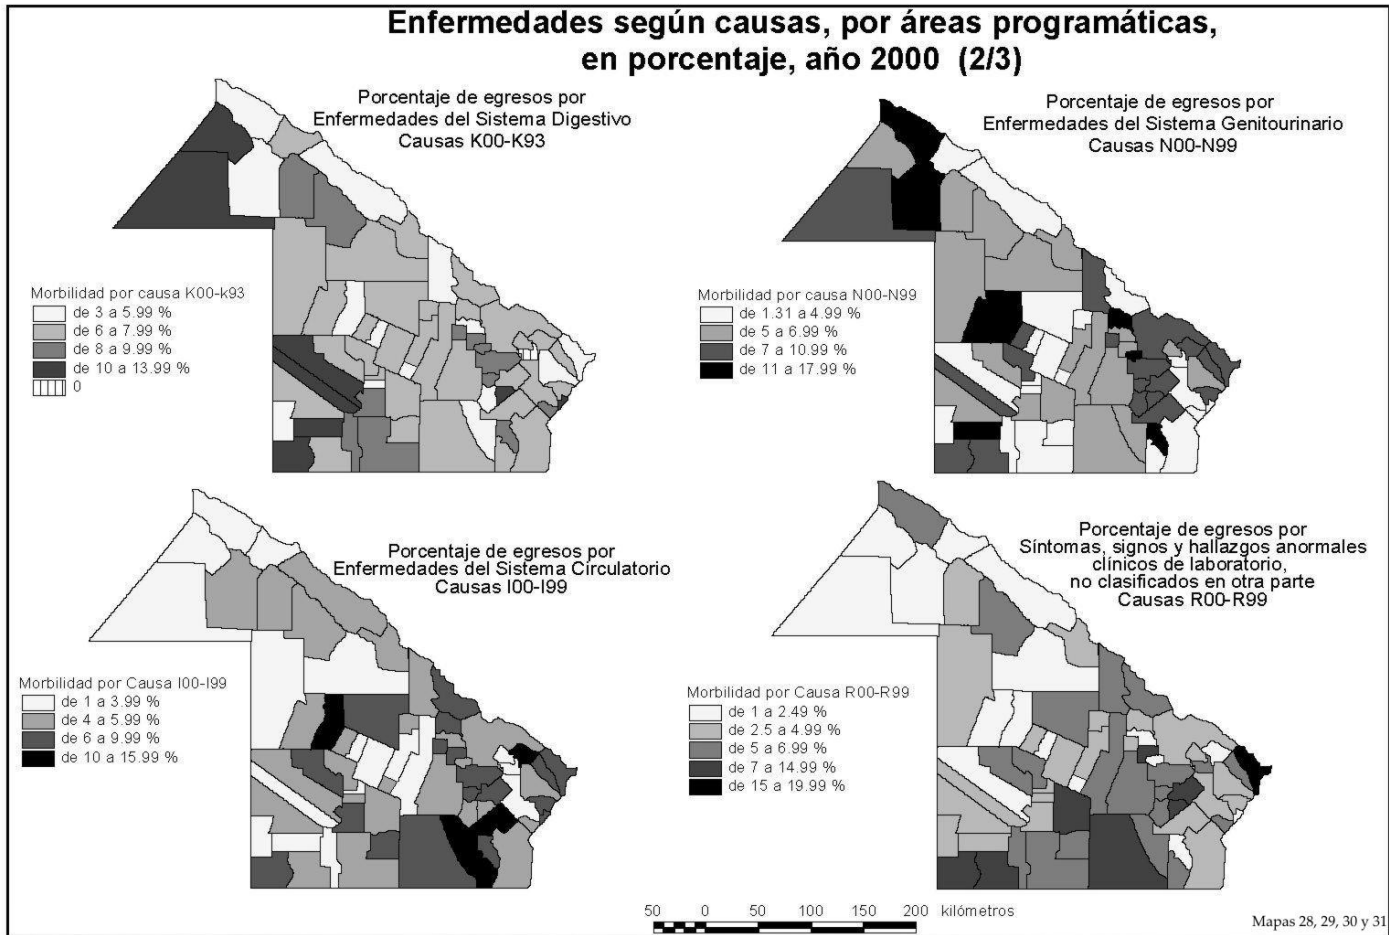 Enfermedades según causas, por áreas programáticas,
en porcentaje, año 2000 (2/3)
Porcentaje de egresos por
Enfermedades del Sistema Digestivo
Causas K00-K93
Morbilidad por causa K00-k93
de 3 a 5.99 %
de 6 a 7.99 %
de 8 a 9.99 %
de 10 a 13.99 %
0
Porcentaje de egresos por
Enfermedades del Sistema Genitourinario
Causas N00-N99
Morbilidad por causa N00-N99
de 1.31 a 4.99 %
de 5 a 6.99 %
de 7 a 10.99 %
de 11 a 17.99 %
Porcentaje de egresos por
Enfermedades del Sistema Circulatorio
Causas I00-I99
Morbilidad por Causa I00-I99
de 1 a 3.99 %
de 4 a 5.99 %
de 6 a 9.99 %
de 10 a 15.99 %
Porcentaje de egresos por
Síntomas, signos y hallazgos anormales
clínicos de laboratorio,
no clasificados en otra parte
Causas R00-R99
Morbilidad por Causa R00-R99
de 1 a 2.49 %
de 2.5 a 4.99 %
de 5 a 6.99 %
de 7 a 14.99 %
de 15 a 19.99 %
50 0 50 100 150 200 kilómetros
Mapas 28, 29, 30 y 31